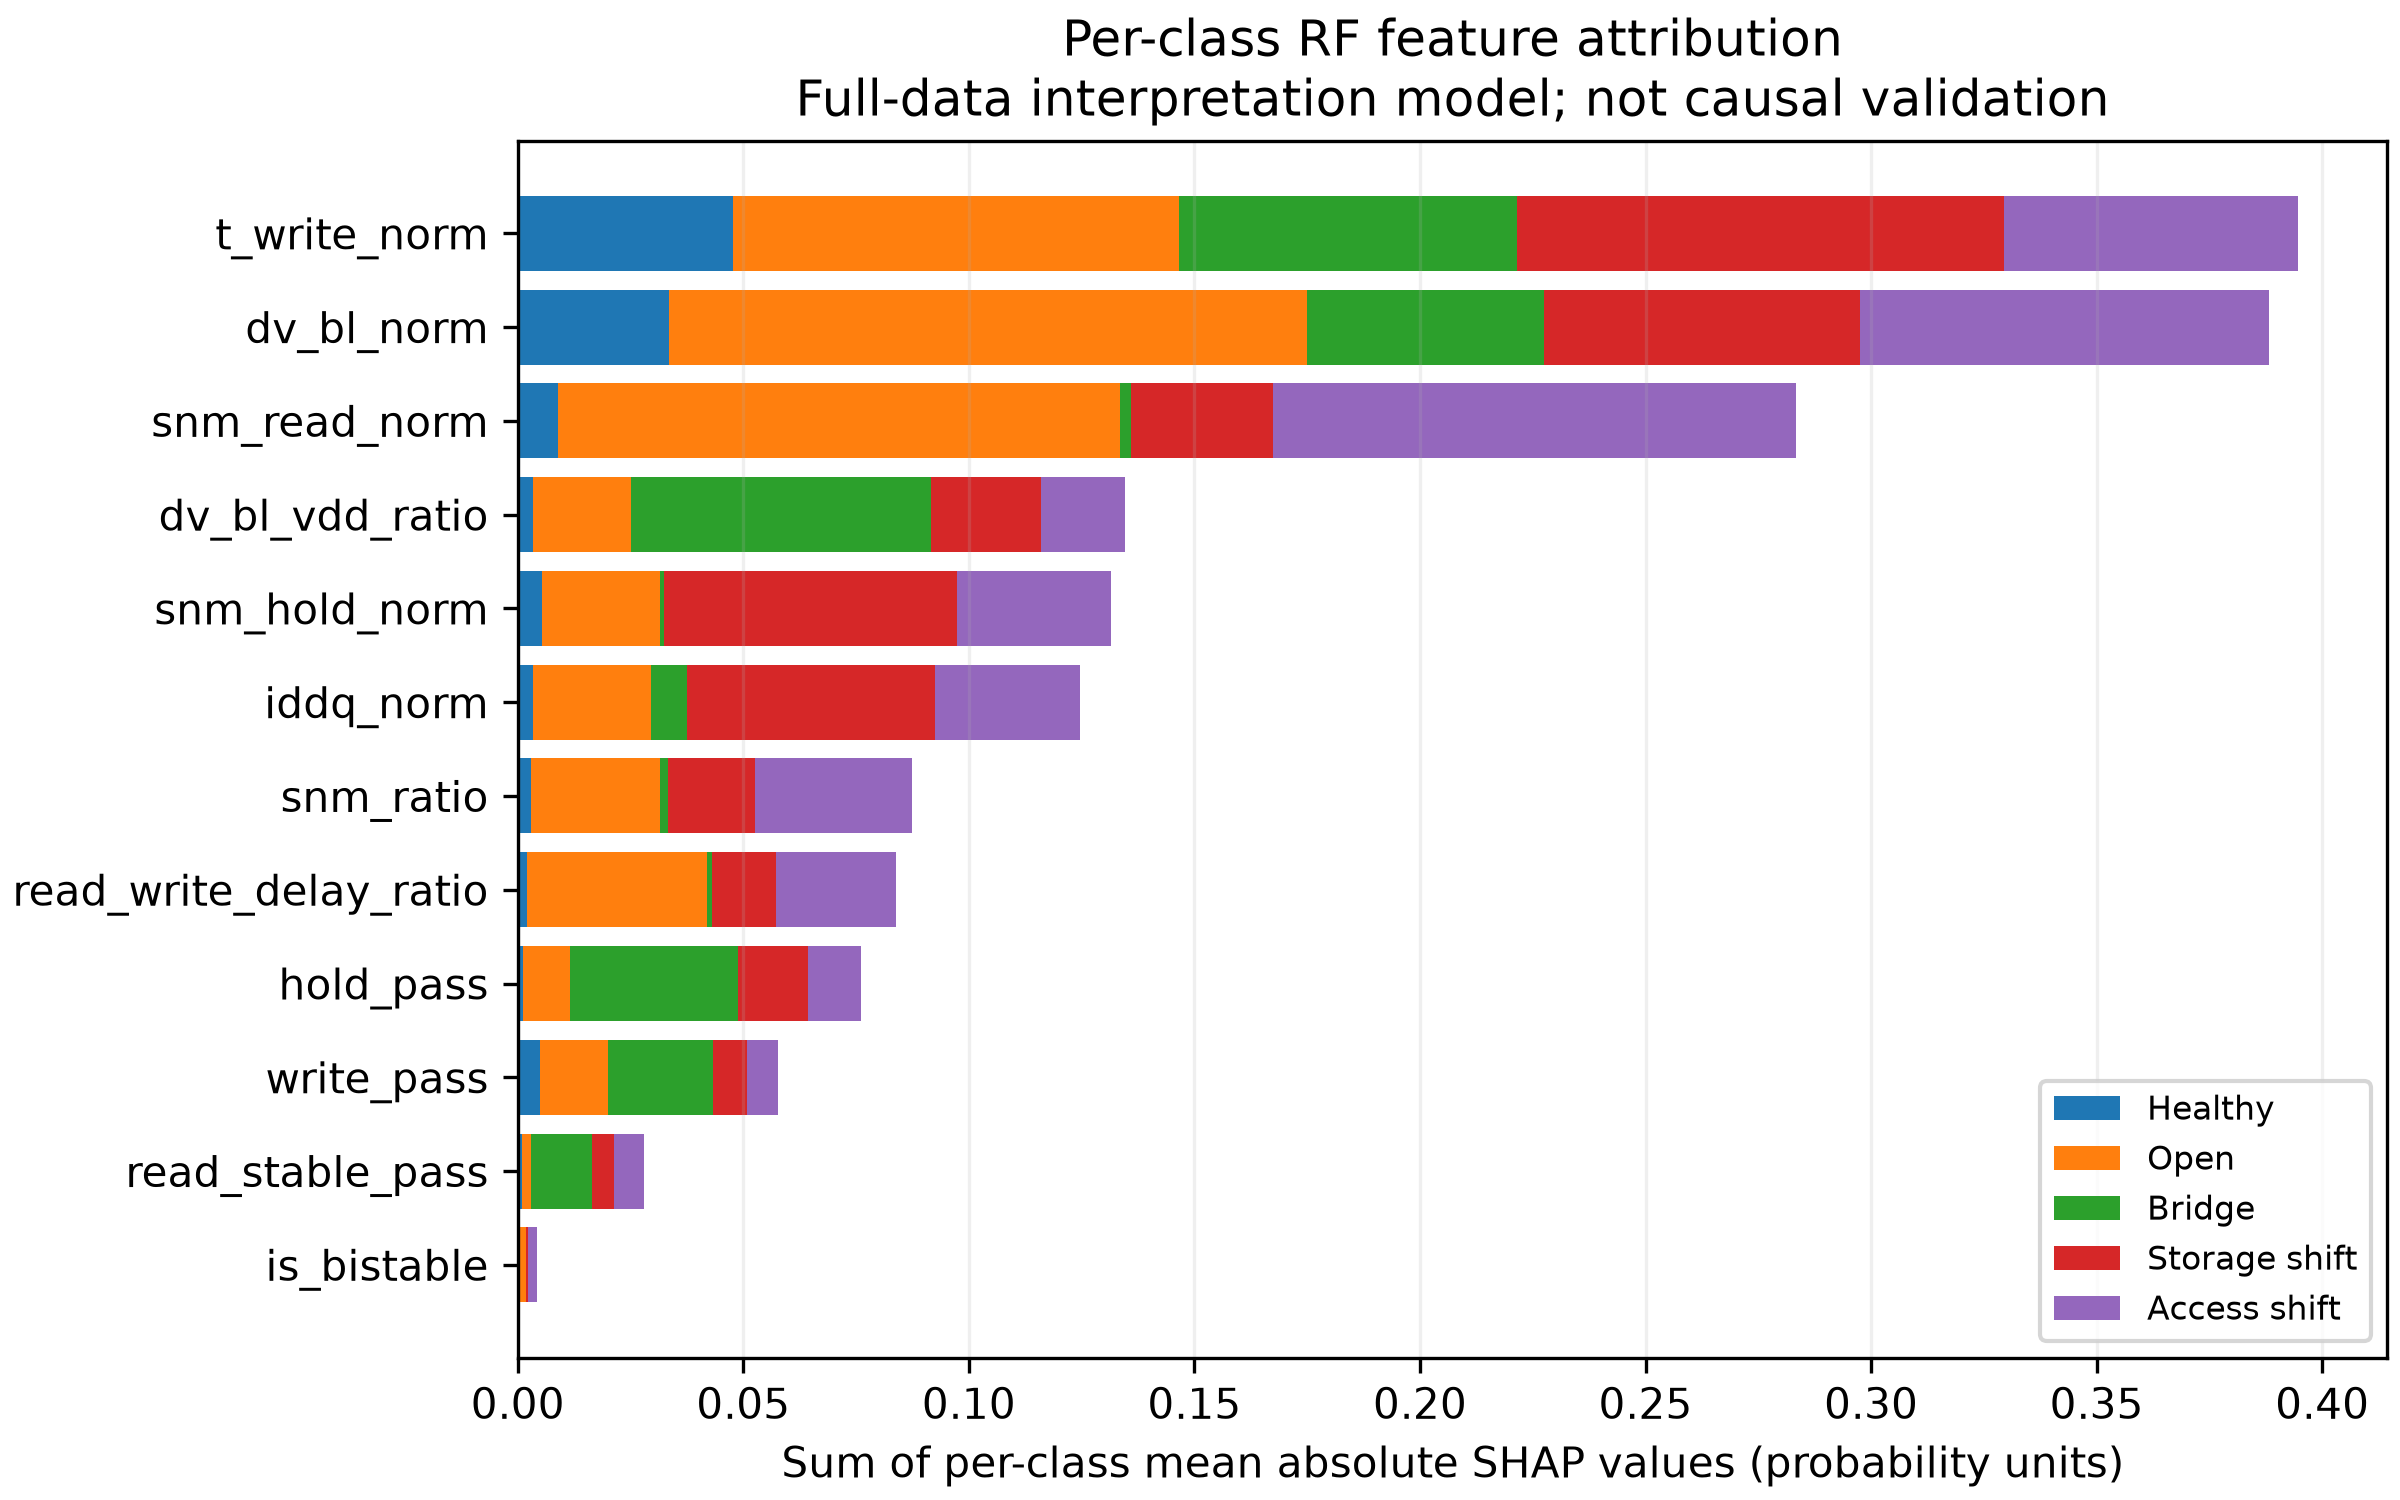 Per-class RF feature attribution
Full-data interpretation model; not causal validation
t_write_norm
dv_bl_norm
snm_read_norm
dv_bl_vdd_ratio
snm_hold_norm
iddq_norm
snm_ratio
read_write_delay_ratio
hold_pass
write_pass
read_stable_pass
is_bistable
Healthy
Open
Bridge
Storage shift
Access shift
0.00 0.05 0.10 0.15 0.20 0.25 0.30 0.35 0.40
Sum of per-class mean absolute SHAP values (probability units)